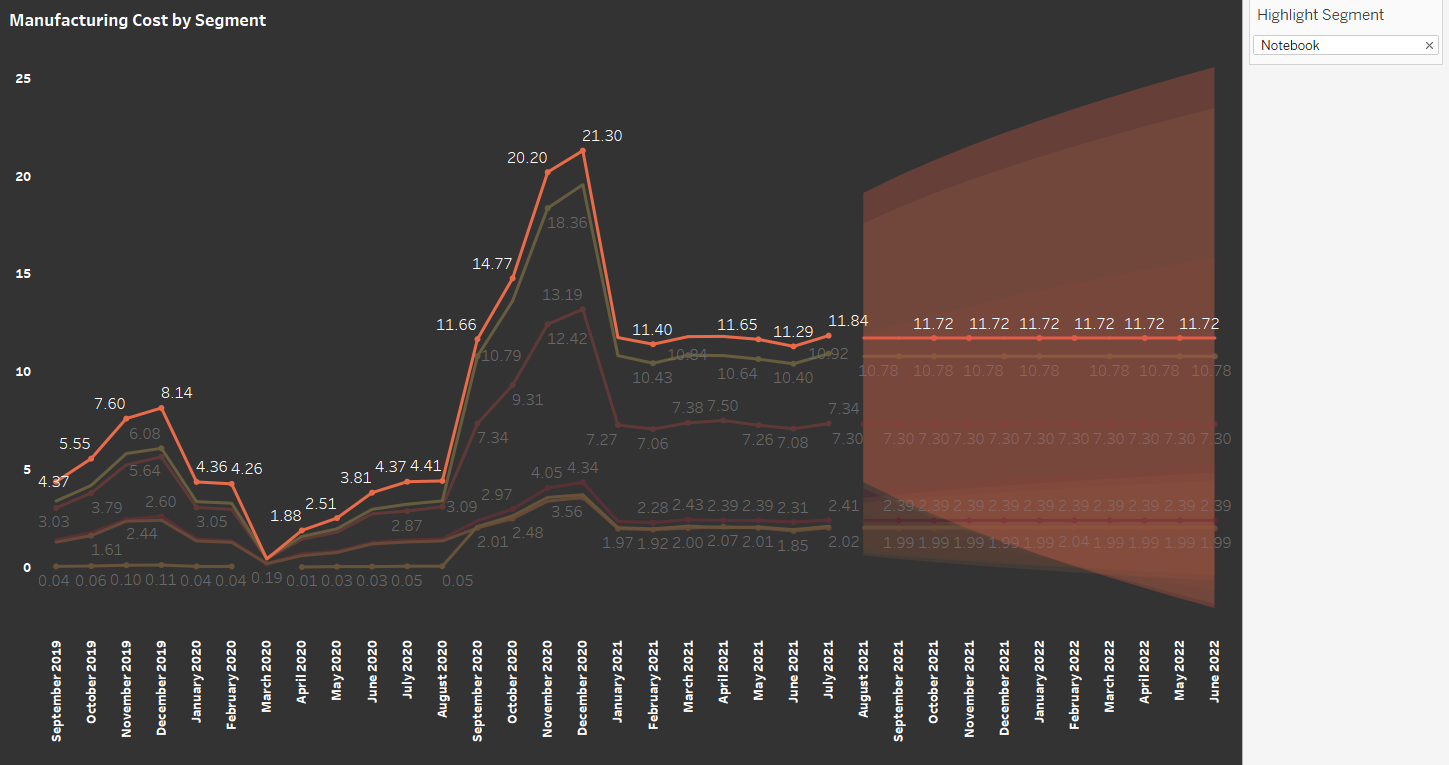 Manufacturing Cost by Segment
Highlight Segment
Notebook ×
25
21.30
20.20
20
18.36
15
14.77
13.19
12.42
11.66
11.40 11.65 11.29 11.84 11.72 11.72 11.72 11.72 11.72 11.72
10.79 10.84 10.92
10
10.43 10.64 10.40 10.78 10.78 10.78 10.78 10.78 10.78
9.31
8.14
7.60
7.38 7.50 7.34
7.34 7.27 7.06 7.26 7.08 7.30 7.30 7.30 7.30 7.30 7.30 7.30 7.30 7.30 7.30
6.08
5.55
5.64
5
4.37 4.36 4.26 3.81 4.37 4.41 4.05 4.34
3.79 2.60 2.51 3.09 2.97
3.03 2.44 3.05 1.88 2.87 2.48 3.56 2.28 2.43 2.39 2.39 2.31 2.41 2.39 2.39 2.39 2.39 2.39 2.39 2.39 2.39 2.39 2.39
1.61 2.01 1.97 1.92 2.00 2.07 2.01 1.85 2.02 1.99 1.99 1.99 1.99 1.99 2.04 1.99 1.99 1.99 1.99
0
0.04 0.06 0.10 0.11 0.04 0.04 0.19 0.01 0.03 0.03 0.05 0.05
September 2019
October 2019
November 2019
December 2019
January 2020
February 2020
March 2020
April 2020
May 2020
June 2020
July 2020
August 2020
September 2020
October 2020
November 2020
December 2020
January 2021
February 2021
March 2021
April 2021
May 2021
June 2021
July 2021
August 2021
September 2021
October 2021
November 2021
December 2021
January 2022
February 2022
March 2022
April 2022
May 2022
June 2022